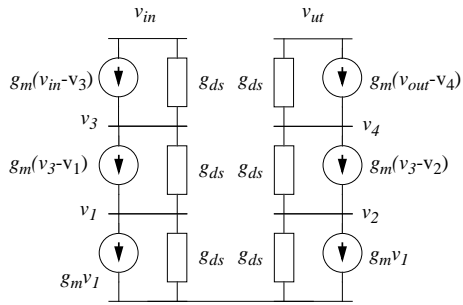 v_in v_ut
g_m(v_in-v_3) g_ds g_ds g_m(v_out-v_4)
v_3 v_4
g_m(v_3-v_1) g_ds g_ds g_m(v_3-v_2)
v_1 v_2
g_m v_1 g_ds g_ds g_m v_1